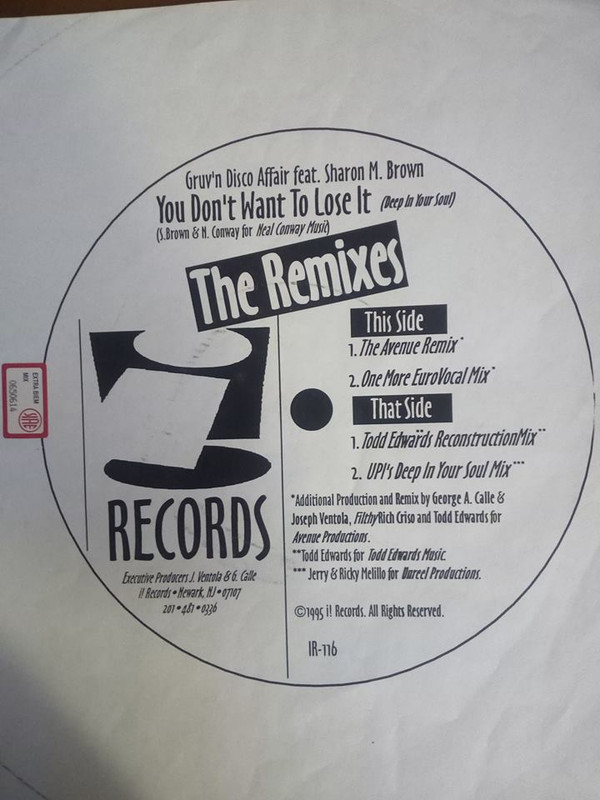 Gruv'n Disco Affair feat. Sharon M. Brown
You Don't Want To Lose It (Deep In Your Soul)
(S.Brown & N. Conway for Neal Conway Music)
The Remixes
This Side
1. The Avenue Remix*
2. One More EuroVocal Mix*
That Side
1. Todd Edwards ReconstructionMix**
2. UPI's Deep In Your Soul Mix***
RECORDS
Executive Producers J. Ventola & G. Calle
i! Records • Newark, NJ • 07107
201 • 481 • 0336
*Additional Production and Remix by George A. Calle &
Joseph Ventola, FilthyRich Criso and Todd Edwards for
Avenue Productions.
**Todd Edwards for Todd Edwards Music.
*** Jerry & Ricky Melillo for Darcel Productions.
©1995 i! Records. All Rights Reserved.
IR-116
EXTRA BIEM
MIX
0650614